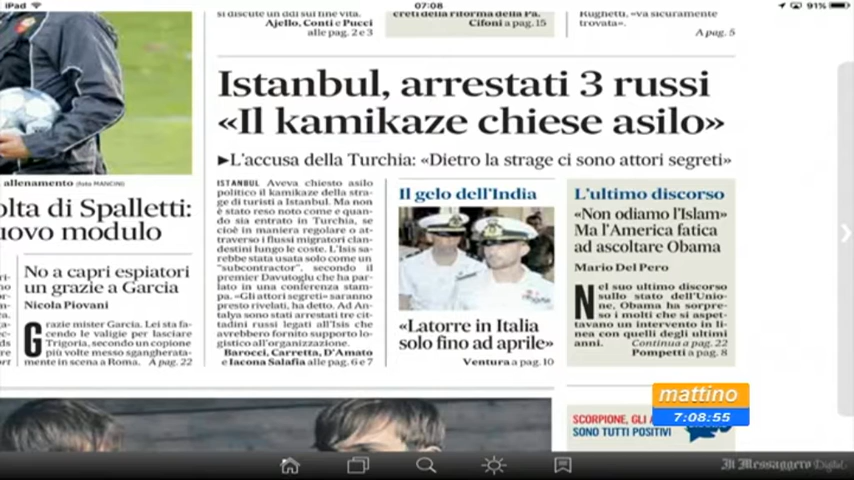 iPad
07:08
91%
si discute un ddl sul fine vita.
Ajello, Conti e Pucci
alle pag. 2 e 3
creti della riforma della Pa.
Cifoni a pag. 15
Rughetti, «va sicuramente
trovata».
A pag. 5
Istanbul, arrestati 3 russi
«Il kamikaze chiese asilo»
►L'accusa della Turchia: «Dietro la strage ci sono attori segreti»
allenamento (foto MANCINI)
olta di Spalletti:
uovo modulo
No a capri espiatori
un grazie a Garcia
Nicola Piovani
Grazie mister Garcia. Lei sta fa-
cendo le valigie per lasciare
Trigoria, secondo un copione
più volte messo sgangherata-
mente in scena a Roma. A pag. 22
ISTANBUL Aveva chiesto asilo
politico il kamikaze della stra-
ge di turisti a Istanbul. Ma non
è stato reso noto come e quan-
do sia entrato in Turchia, se
cioè in maniera regolare o at-
traverso i flussi migratori clan-
destini lungo le coste. L'Isis sa-
rebbe stata usata solo come un
"subcontractor", secondo il
premier Davutoglu che ha par-
lato in una conferenza stam-
pa. «Gli attori segreti» saranno
presto rivelati, ha detto. Ad An-
talya sono stati arrestati tre cit-
tadini russi legati all'Isis che
avrebbero fornito supporto lo-
gistico all'organizzazione.
Barocci, Carretta, D'Amato
e Iacona Salafia alle pag. 6 e 7
Il gelo dell'India
«Latorre in Italia
solo fino ad aprile»
Ventura a pag. 10
L'ultimo discorso
«Non odiamo l'Islam»
Ma l'America fatica
ad ascoltare Obama
Mario Del Pero
Nel suo ultimo discorso
sullo stato dell'Unio-
ne, Obama ha sorpre-
so i molti che si aspet-
tavano un intervento in li-
nea con quelli degli ultimi
anni. Continua a pag. 22
Pompetti a pag. 8
SCORPIONE, GLI A
SONO TUTTI POSITIVI
mattino
7:08:55
Il Messaggero Digital